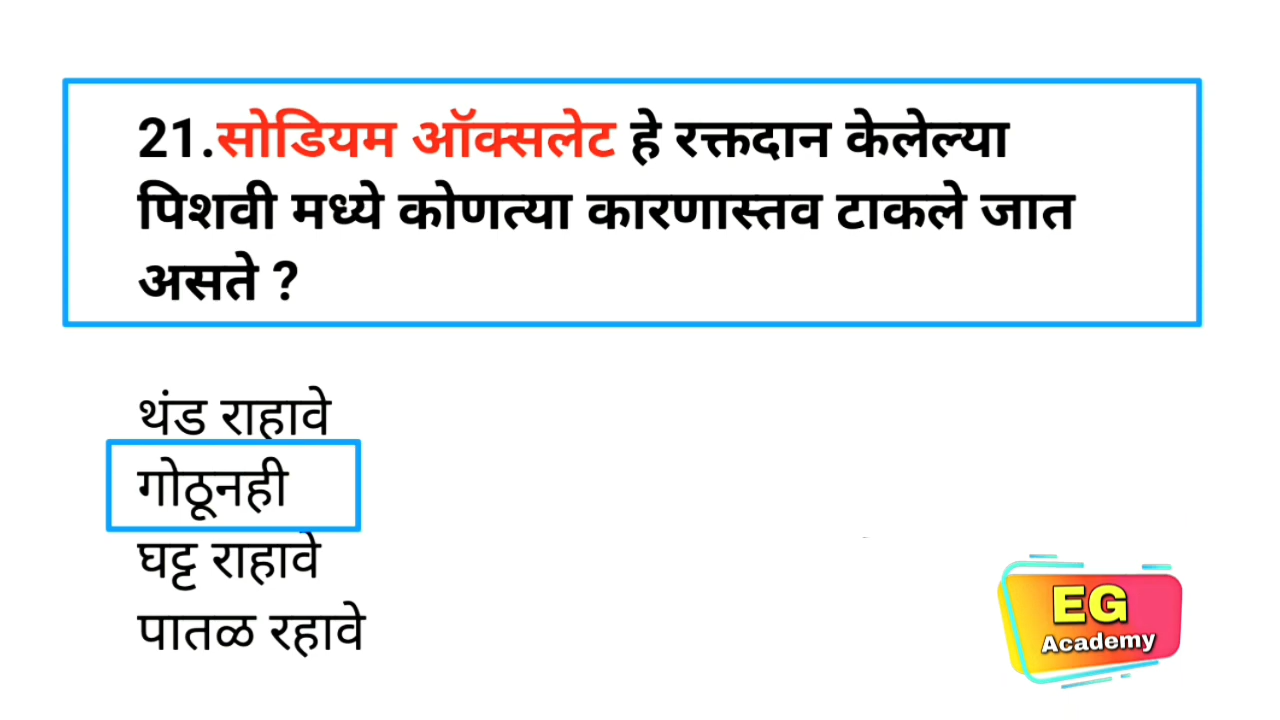 21.सोडियम ऑक्सलेट हे रक्तदान केलेल्या
पिशवी मध्ये कोणत्या कारणास्तव टाकले जात
असते ?
थंड राहावे
गोठूनही
घट्ट राहावे
पातळ रहावे
EG
Academy